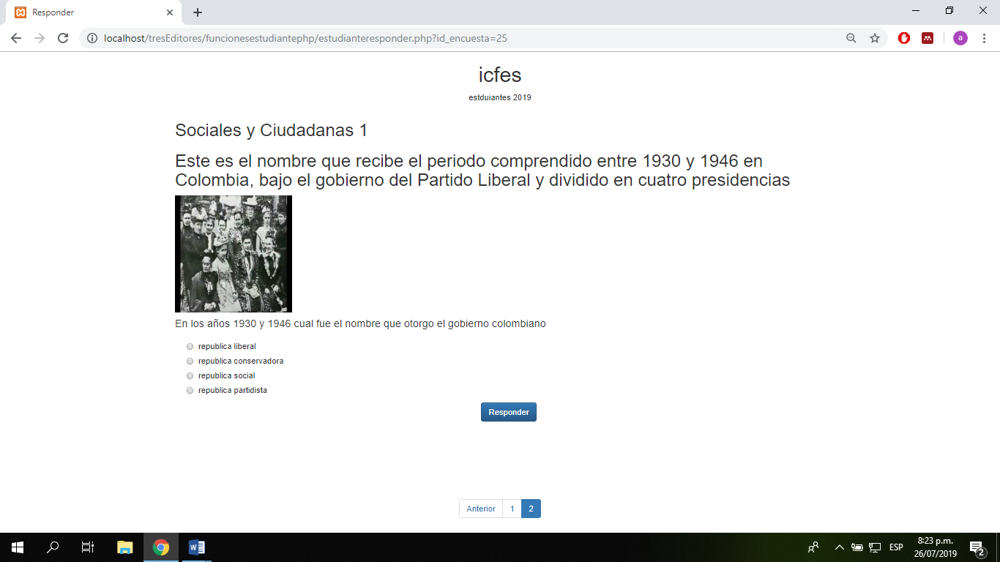 Responder
localhost/tresEditores/funcionesestudiantephp/estudianteresponder.php?id_encuesta=25
a
icfes
estduiantes 2019
Sociales y Ciudadanas 1
Este es el nombre que recibe el periodo comprendido entre 1930 y 1946 en
Colombia, bajo el gobierno del Partido Liberal y dividido en cuatro presidencias
En los años 1930 y 1946 cual fue el nombre que otorgo el gobierno colombiano
republica liberal
republica conservadora
republica social
republica partidista
Responder
Anterior 1 2
ESP
8:23 p.m.
26/07/2019
2